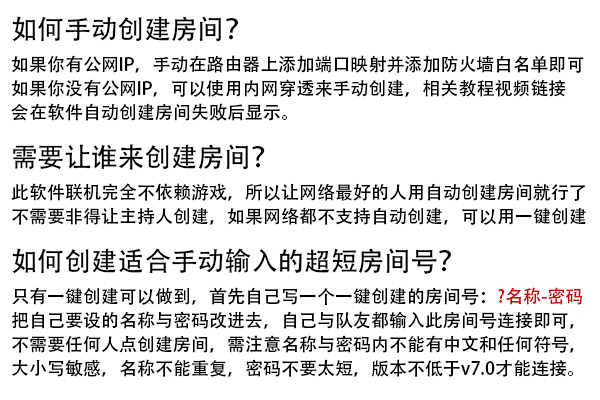 如何手动创建房间？
如果你有公网IP，手动在路由器上添加端口映射并添加防火墙白名单即可
如果你没有公网IP，可以使用内网穿透来手动创建，相关教程视频链接
会在软件自动创建房间失败后显示。
需要让谁来创建房间？
此软件联机完全不依赖游戏，所以让网络最好的人用自动创建房间就行了
不需要非得让主持人创建，如果网络都不支持自动创建，可以用一键创建
如何创建适合手动输入的超短房间号？
只有一键创建可以做到，首先自己写一个一键创建的房间号：?名称-密码
把自己要设的名称与密码改进去，自己与队友都输入此房间号连接即可，
不需要任何人点创建房间，需注意名称与密码内不能有中文和任何符号，
大小写敏感，名称不能重复，密码不要太短，版本不低于v7.0才能连接。